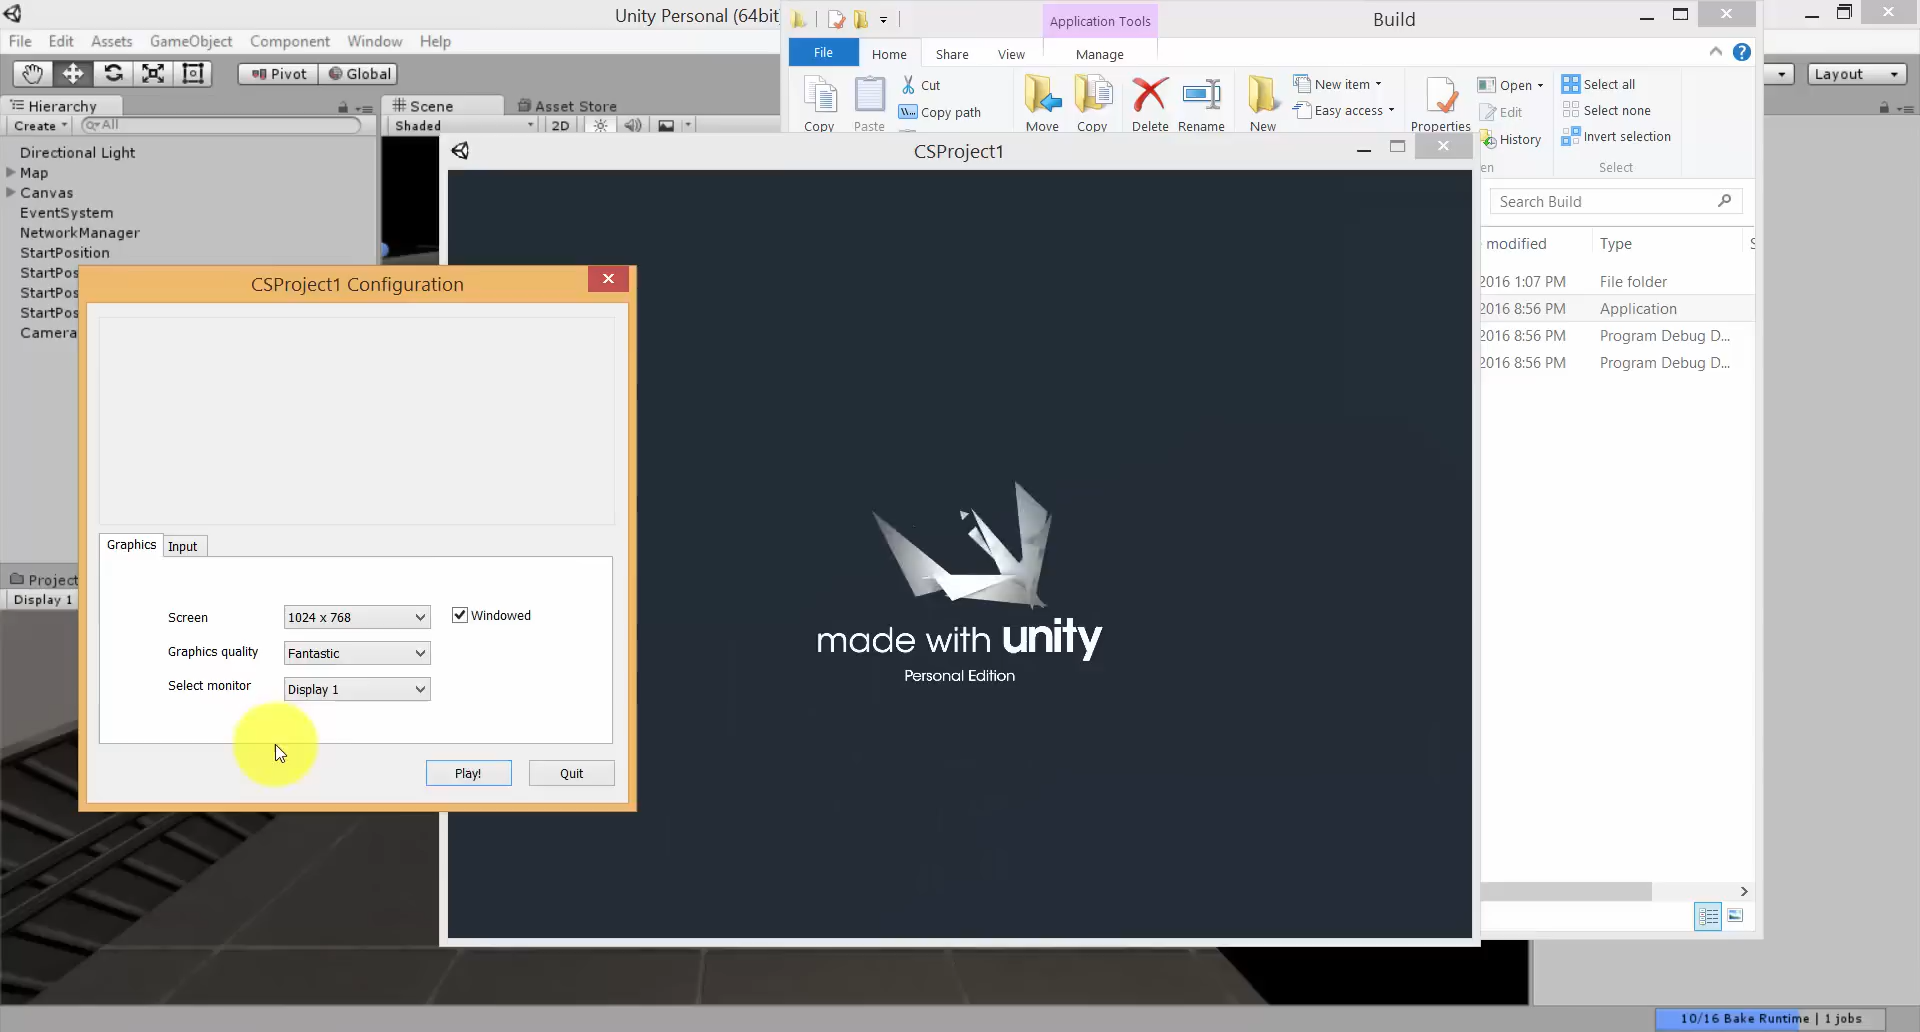 Unity Personal (64bit
Build
Application Tools
File Edit Assets GameObject Component Window Help
File Home Share View Manage
Pivot Global
Layout
Cut
Copy path
New item
Easy access
Open
Edit
History
Select all
Select none
Invert selection
Copy Paste Move Copy Delete Rename New Properties
en
Select
Hierarchy
Scene Asset Store
Create All
Shaded 2D
Directional Light
Map
Canvas
EventSystem
NetworkManager
StartPosition
StartPos
StartPos
StartPos
Camera
CSProject1
Search Build
modified Type S
2016 1:07 PM File folder
2016 8:56 PM Application
2016 8:56 PM Program Debug D...
2016 8:56 PM Program Debug D...
CSProject1 Configuration
Graphics Input
Screen 1024 x 768 Windowed
Graphics quality Fantastic
Select monitor Display 1
Play! Quit
Project
Display 1
made with unity
Personal Edition
10/16 Bake Runtime | 1 jobs